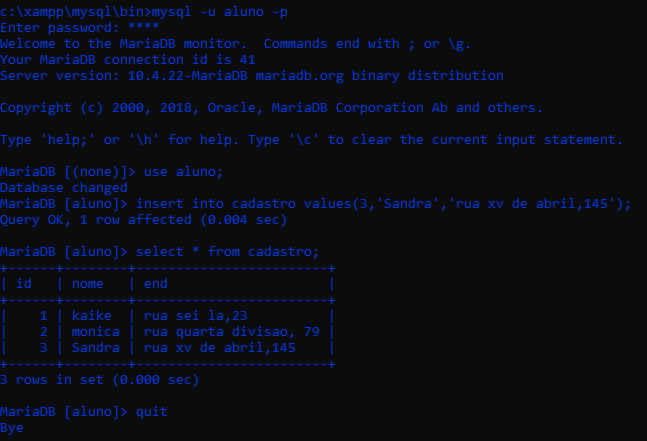 c:\xampp\mysql\bin>mysql -u aluno -p
Enter password: ****
Welcome to the MariaDB monitor.  Commands end with ; or \g.
Your MariaDB connection id is 41
Server version: 10.4.22-MariaDB mariadb.org binary distribution

Copyright (c) 2000, 2018, Oracle, MariaDB Corporation Ab and others.

Type 'help;' or '\h' for help. Type '\c' to clear the current input statement.

MariaDB [(none)]> use aluno;
Database changed
MariaDB [aluno]> insert into cadastro values(3,'Sandra','rua xv de abril,145');
Query OK, 1 row affected (0.004 sec)

MariaDB [aluno]> select * from cadastro;
+------+--------+------------------------+
| id   | nome   | end                    |
+------+--------+------------------------+
|    1 | kaike  | rua sei la,23          |
|    2 | monica | rua quarta divisao, 79 |
|    3 | Sandra | rua xv de abril,145    |
+------+--------+------------------------+
3 rows in set (0.000 sec)

MariaDB [aluno]> quit
Bye